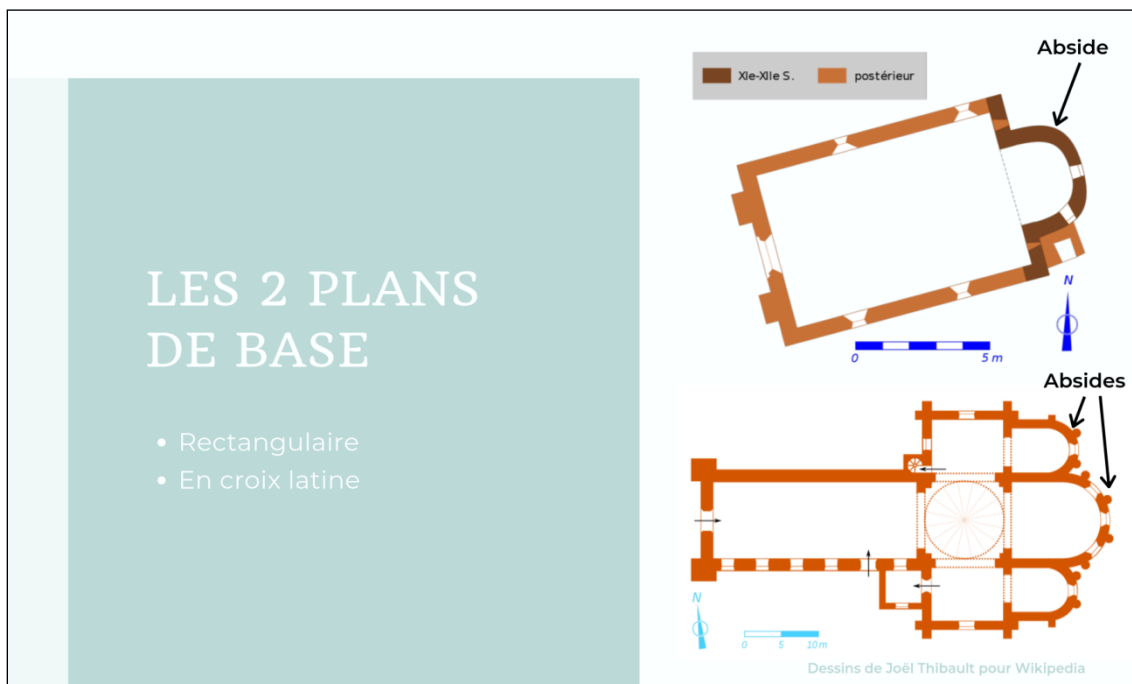 LES 2 PLANS
DE BASE
• Rectangulaire
• En croix latine
Abside
XIe-XIIe S.
postérieur
N
0
5 m
Absides
N
0
5
10 m
Dessins de Joël Thibault pour Wikipedia